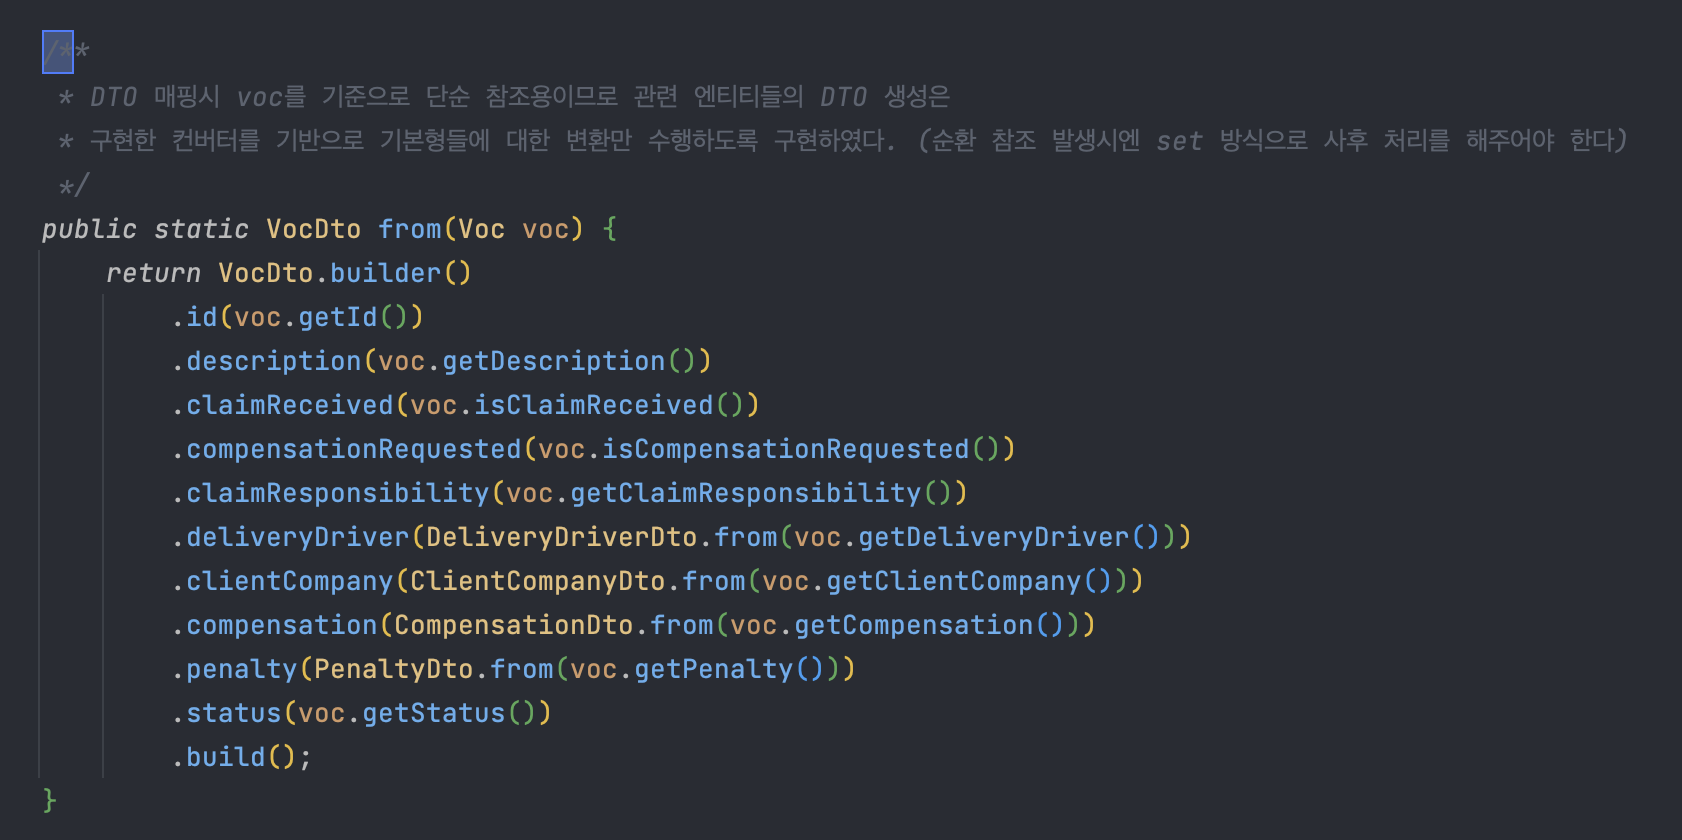 /**
 * DTO 매핑시 voc를 기준으로 단순 참조용이므로 관련 엔티티들의 DTO 생성은
 * 구현한 컨버터를 기반으로 기본형들에 대한 변환만 수행하도록 구현하였다. (순환 참조 발생시엔 set 방식으로 사후 처리를 해주어야 한다)
 */
public static VocDto from(Voc voc) {
    return VocDto.builder()
        .id(voc.getId())
        .description(voc.getDescription())
        .claimReceived(voc.isClaimReceived())
        .compensationRequested(voc.isCompensationRequested())
        .claimResponsibility(voc.getClaimResponsibility())
        .deliveryDriver(DeliveryDriverDto.from(voc.getDeliveryDriver()))
        .clientCompany(ClientCompanyDto.from(voc.getClientCompany()))
        .compensation(CompensationDto.from(voc.getCompensation()))
        .penalty(PenaltyDto.from(voc.getPenalty()))
        .status(voc.getStatus())
        .build();
}